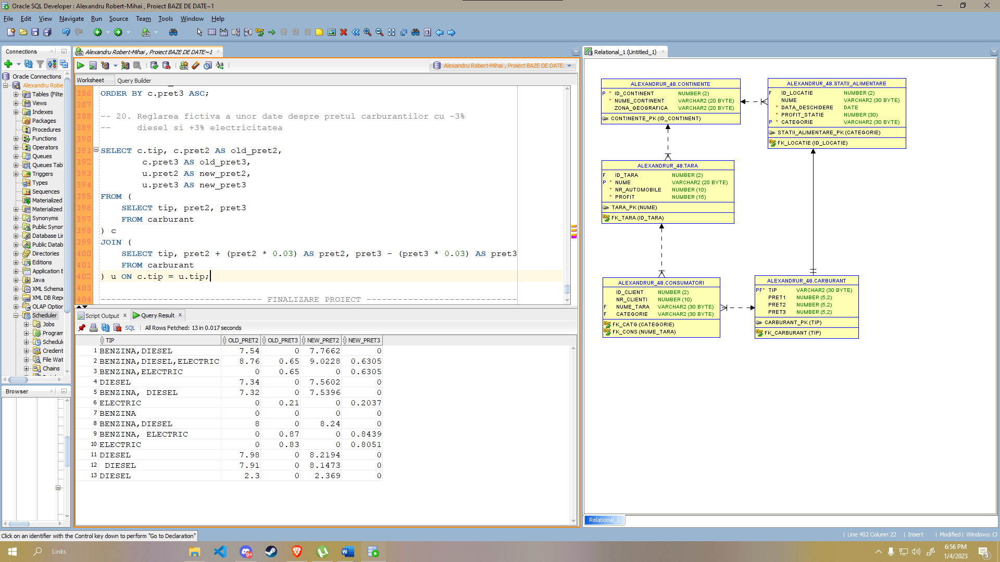 Oracle SQL Developer : Alexandru Robert-Mihai , Proiect BAZE DE DATE~1
File Edit View Navigate Run Source Team Tools Window Help
Connections
Oracle Connections
Alexandru Robe
Tables (Filte
Views
Indexes
Packages
Procedures
Functions
Operators
Queues
Queues Tabl
Triggers
Types
Sequences
Materialized
Materialized
Synonyms
Public Synon
Database Lin
Public Datab
Directories
Editions
Application E
Java
XML Schema
XML DB Repo
OLAP Option
Scheduler
Jobs
Program
Schedul
Credent
File Wat
Chains
Browser
Alexandru Robert-Mihai , Proiect BAZE DE DATE~1
Alexandru Robert-Mihai , Proiect BAZE DE DATE
Worksheet Query Builder
386 ORDER BY c.pret3 ASC;
387
388 -- 20. Reglarea fictiva a unor date despre pretul carburantilor cu -3%
389 --     diesel si +3% electricitatea
390
391 SELECT c.tip, c.pret2 AS old_pret2,
392 c.pret3 AS old_pret3,
393 u.pret2 AS new_pret2,
394 u.pret3 AS new_pret3
395 FROM (
396 SELECT tip, pret2, pret3
397 FROM carburant
398 ) c
399 JOIN (
400 SELECT tip, pret2 + (pret2 * 0.03) AS pret2, pret3 - (pret3 * 0.03) AS pret3
401 FROM carburant
402 ) u ON c.tip = u.tip;
403
404 ------------------------------- FINALIZARE PROIECT -----------------------------
Script Output Query Result
SQL All Rows Fetched: 13 in 0.017 seconds
TIP OLD_PRET2 OLD_PRET3 NEW_PRET2 NEW_PRET3
1 BENZINA,DIESEL 7.54 0 7.7662 0
2 BENZINA,DIESEL,ELECTRIC 8.76 0.65 9.0228 0.6305
3 BENZINA,ELECTRIC 0 0.65 0 0.6305
4 DIESEL 7.34 0 7.5602 0
5 BENZINA, DIESEL 7.32 0 7.5396 0
6 ELECTRIC 0 0.21 0 0.2037
7 BENZINA 0 0 0 0
8 BENZINA,DIESEL 8 0 8.24 0
9 BENZINA, ELECTRIC 0 0.87 0 0.8439
10 ELECTRIC 0 0.83 0 0.8051
11 DIESEL 7.98 0 8.2194 0
12 DIESEL 7.91 0 8.1473 0
13 DIESEL 2.3 0 2.369 0
Relational_1 (Untitled_1)
ALEXANDRUR_48.CONTINENTE
P * ID_CONTINENT NUMBER (2)
* NUME_CONTINENT VARCHAR2 (20 BYTE)
ZONA_GEOGRAFICA VARCHAR2 (20 BYTE)
CONTINENTE_PK (ID_CONTINENT)
ALEXANDRUR_48.STATII_ALIMENTARE
F ID_LOCATIE NUMBER (2)
NUME VARCHAR2 (30 BYTE)
* DATA_DESCHIDERE DATE
* PROFIT_STATIE NUMBER (30)
P * CATEGORIE VARCHAR2 (30 BYTE)
STATII_ALIMENTARE_PK (CATEGORIE)
FK_LOCATIE (ID_LOCATIE)
ALEXANDRUR_48.TARA
F ID_TARA NUMBER (2)
P * NUME VARCHAR2 (20 BYTE)
* NR_AUTOMOBILE NUMBER (10)
* PROFIT NUMBER (15)
TARA_PK (NUME)
FK_TARA (ID_TARA)
ALEXANDRUR_48.CONSUMATORI
ID_CLIENT NUMBER (2)
NR_CLIENTI NUMBER (10)
F NUME_TARA VARCHAR2 (30 BYTE)
F CATEGORIE VARCHAR2 (30 BYTE)
FK_CATG (CATEGORIE)
FK_CONS (NUME_TARA)
ALEXANDRUR_48.CARBURANT
PF* TIP VARCHAR2 (30 BYTE)
PRET1 NUMBER (5,2)
PRET2 NUMBER (5,2)
PRET3 NUMBER (5,2)
CARBURANT_PK (TIP)
FK_CARBURANT (TIP)
Relational_1
Click on an identifier with the Control key down to perform "Go to Declaration"
Line 402 Column 22 Insert Modified Windows: CF
Links
6:56 PM
1/4/2023